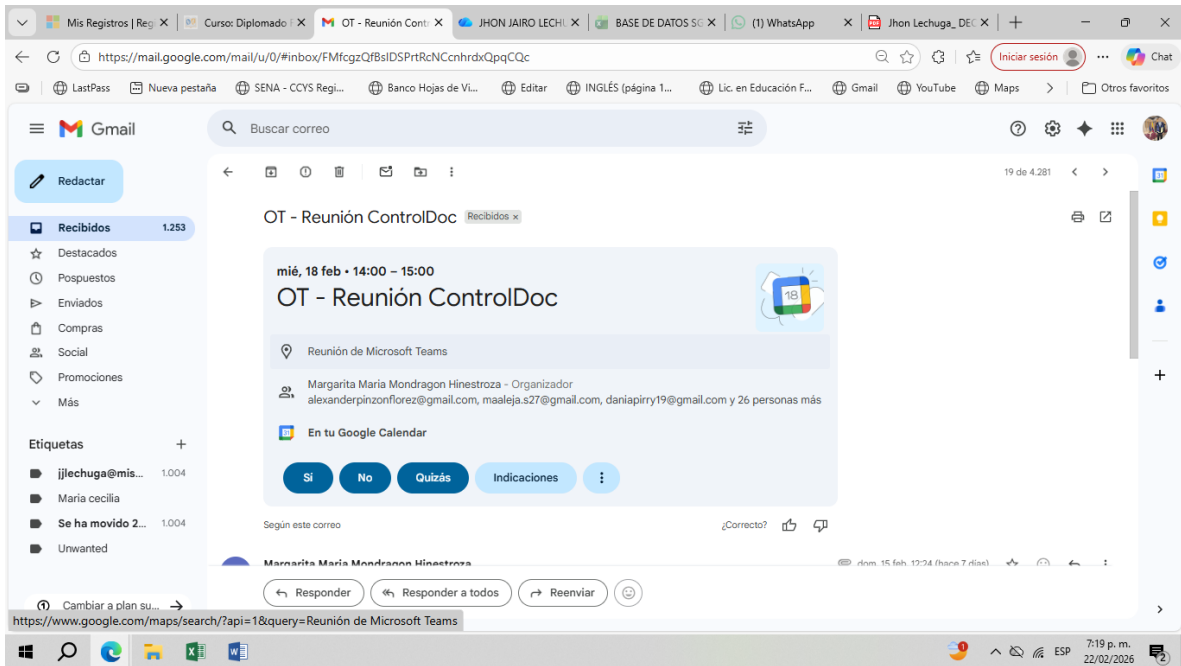 Mis Registros | Reg
Curso: Diplomado
OT - Reunión Cont
JHON JAIRO LECHU
BASE DE DATOS SG
(1) WhatsApp
Jhon Lechuga_ DEC
https://mail.google.com/mail/u/0/#inbox/FMfcgzQfBsIDSPrtRcNCcnhrdxQpqCQc
Iniciar sesión
Chat
LastPass
Nueva pestaña
SENA - CCYS Regi...
Banco Hojas de Vi...
Editar
INGLÉS (página 1...
Lic. en Educación F...
Gmail
YouTube
Maps
Otros favoritos
Gmail
Buscar correo
Redactar
19 de 4.281
OT - Reunión ControlDoc Recibidos x
Recibidos 1.253
Destacados
Pospuestos
Enviados
Compras
Social
Promociones
Más
Etiquetas
jjlechuga@mis... 1.004
Maria cecilia
Se ha movido 2... 1.004
Unwanted
Cambiar a plan su...
mié, 18 feb • 14:00 – 15:00
OT - Reunión ControlDoc
18
Reunión de Microsoft Teams
Margarita Maria Mondragon Hinestroza - Organizador
alexanderpinzonflorez@gmail.com, maaleja.s27@gmail.com, daniapirry19@gmail.com y 26 personas más
En tu Google Calendar
Sí
No
Quizás
Indicaciones
Según este correo
¿Correcto?
Margarita Maria Mondragon Hinestroza
dom, 15 feb, 12:24 (hace 7 días)
Responder
Responder a todos
Reenviar
https://www.google.com/maps/search/?api=1&query=Reunión de Microsoft Teams
ESP
7:19 p. m.
22/02/2026
2